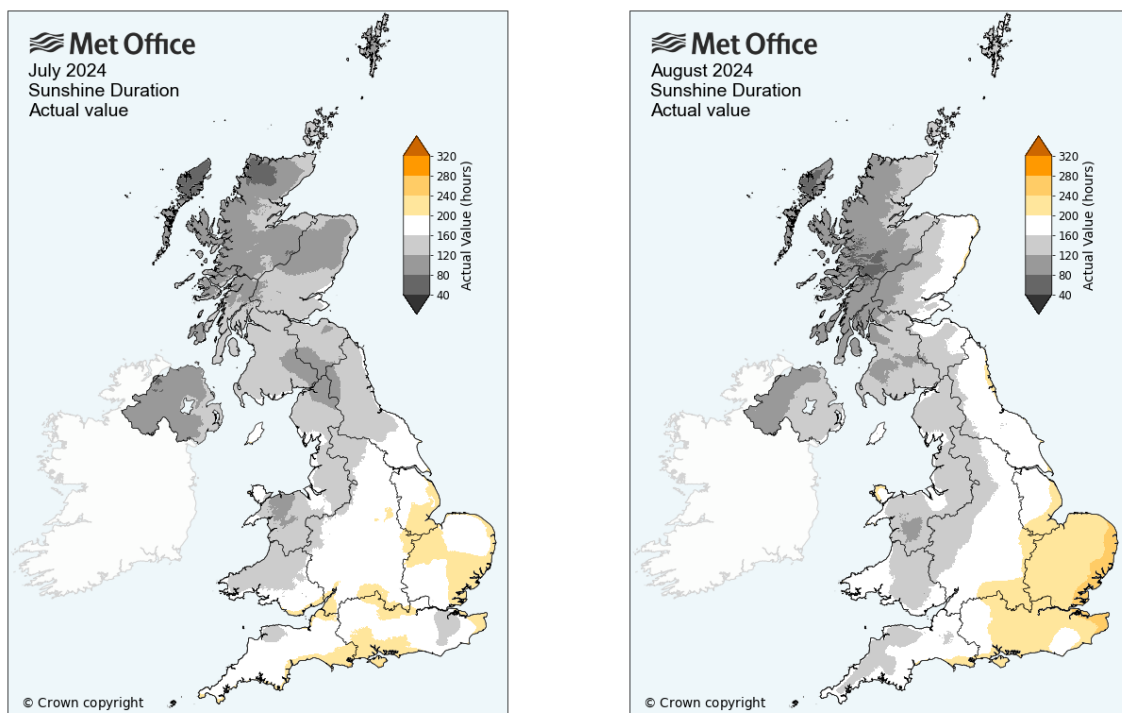 Met Office
July 2024
Sunshine Duration
Actual value
320
280
240
200
160
120
80
40
Actual Value (hours)
© Crown copyright
Met Office
August 2024
Sunshine Duration
Actual value
320
280
240
200
160
120
80
40
Actual Value (hours)
© Crown copyright